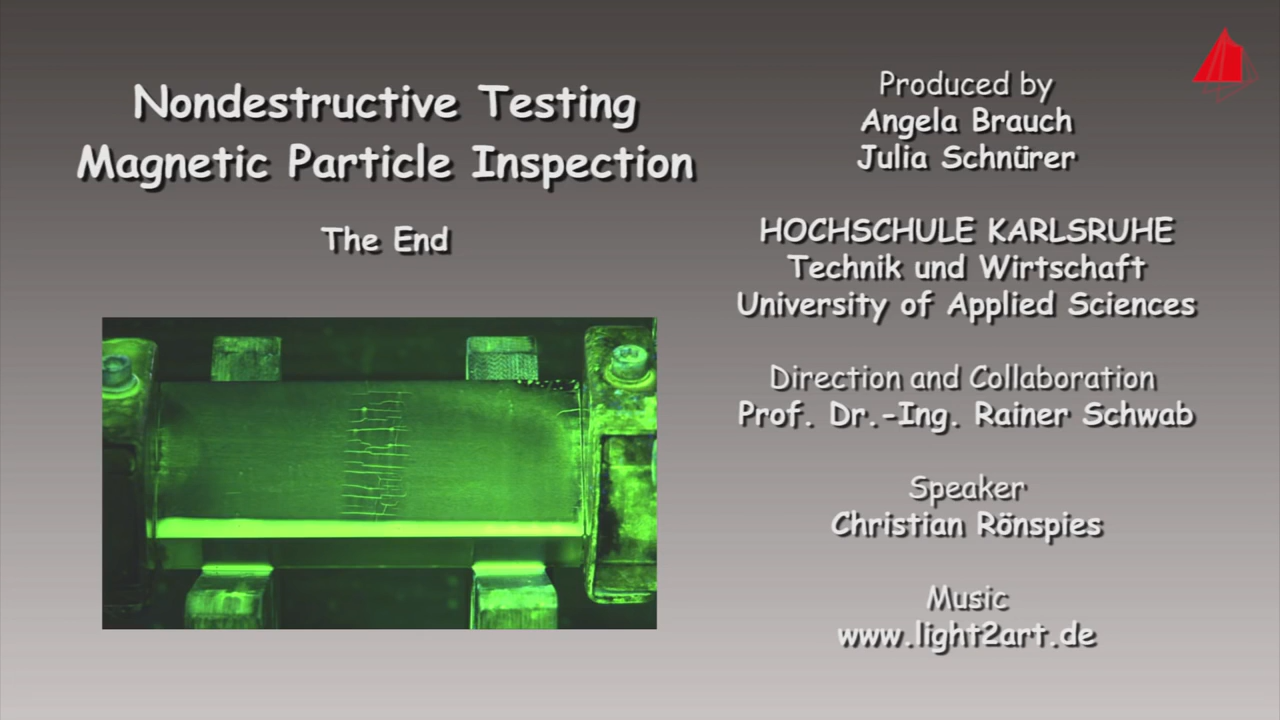 Nondestructive Testing
Magnetic Particle Inspection
The End
Produced by
Angela Brauch
Julia Schnürer
HOCHSCHULE KARLSRUHE
Technik und Wirtschaft
University of Applied Sciences
Direction and Collaboration
Prof. Dr.-Ing. Rainer Schwab
Speaker
Christian Rönspies
Music
www.light2art.de